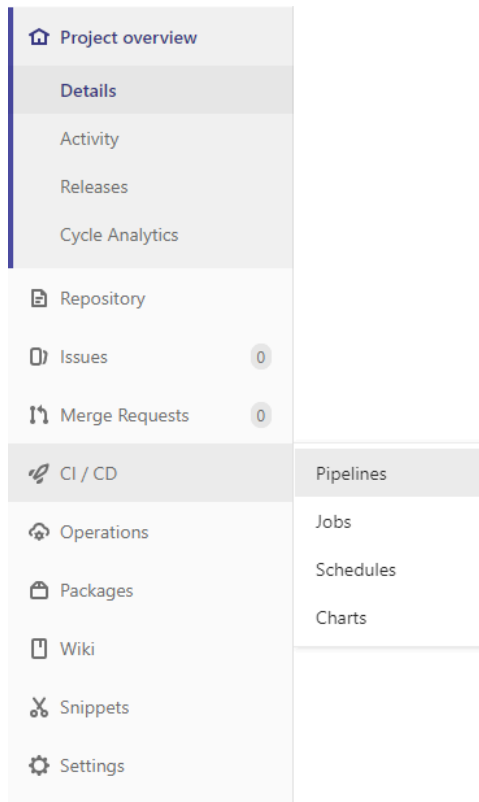 Project overview
Details
Activity
Releases
Cycle Analytics
Repository
Issues 0
Merge Requests 0
CI / CD
Pipelines
Jobs
Schedules
Charts
Operations
Packages
Wiki
Snippets
Settings